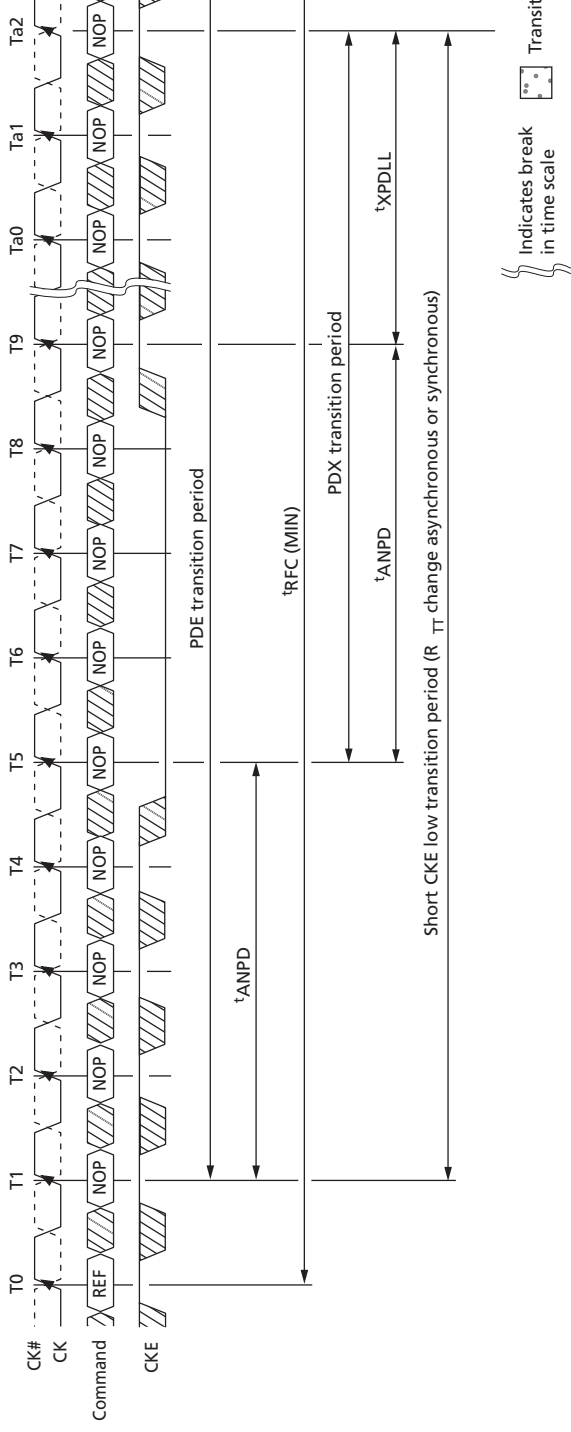 T0 T1 T2 T3 T4 T5 T6 T7 T8 T9 Ta0 Ta1 Ta2
CK#
CK
Command REF NOP NOP NOP NOP NOP NOP NOP NOP NOP NOP NOP NOP
CKE
PDE transition period
tANPD
tRFC (MIN)
PDX transition period
tANPD tXPDLL
Short CKE low transition period (R TT change asynchronous or synchronous)
Indicates break
in time scale
Transit